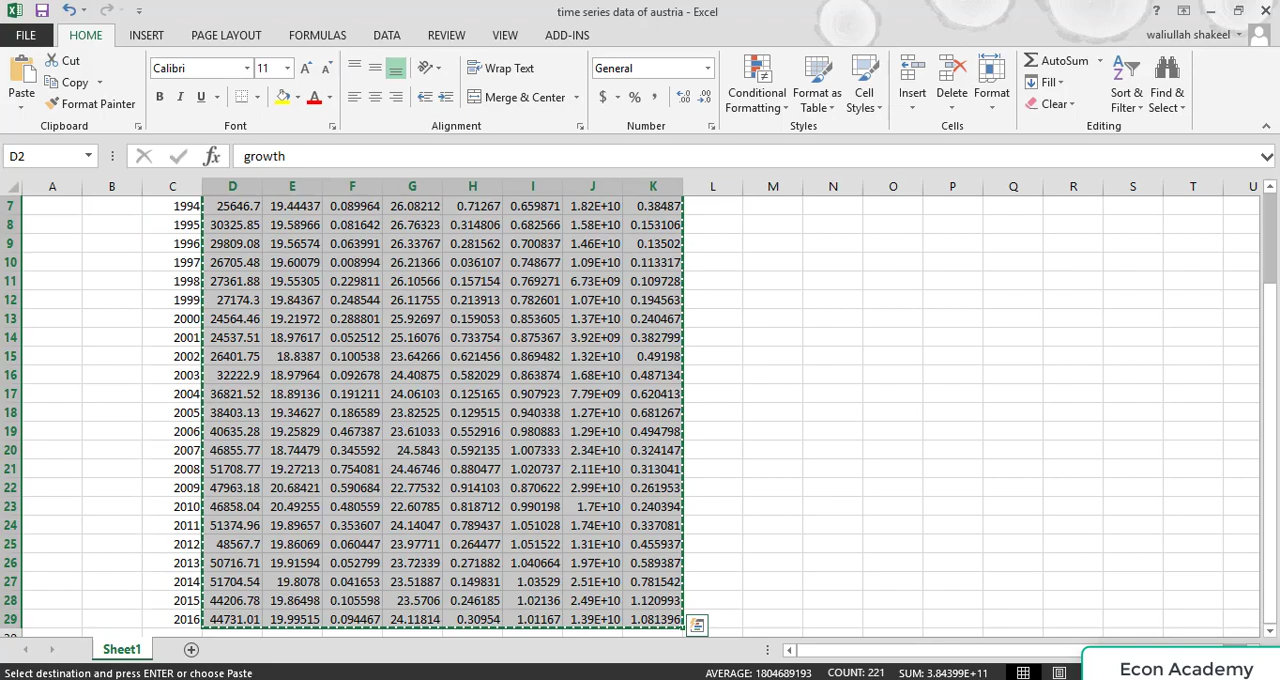 time series data of austria - Excel
FILE HOME INSERT PAGE LAYOUT FORMULAS DATA REVIEW VIEW ADD-INS waliullah shakeel
Paste Cut Copy Format Painter Clipboard
Calibri 11 B I U A Font
Wrap Text Merge & Center Alignment
General $ % , Number
Conditional Formatting Format as Table Cell Styles Styles
Insert Delete Format Cells
AutoSum Fill Clear Sort & Filter Find & Select Editing
D2 fx growth
A B C D E F G H I J K L M N O P Q R S T U
7 1994 25646.7 19.44437 0.089964 26.08212 0.71267 0.659871 1.82E+10 0.38487
8 1995 30325.85 19.58966 0.081642 26.76323 0.314806 0.682566 1.58E+10 0.153106
9 1996 29809.08 19.56574 0.063991 26.33767 0.281562 0.700837 1.46E+10 0.13502
10 1997 26705.48 19.60079 0.008994 26.21366 0.036107 0.748677 1.09E+10 0.113317
11 1998 27361.88 19.55305 0.229811 26.10566 0.157154 0.769271 6.73E+09 0.109728
12 1999 27174.3 19.84367 0.248544 26.11755 0.213913 0.782601 1.07E+10 0.194563
13 2000 24564.46 19.21972 0.288801 25.92697 0.159053 0.853605 1.37E+10 0.240467
14 2001 24537.51 18.97617 0.052512 25.16076 0.733754 0.875367 3.92E+09 0.382799
15 2002 26401.75 18.8387 0.100538 23.64266 0.621456 0.869482 1.32E+10 0.49198
16 2003 32222.9 18.97964 0.092678 24.40875 0.582029 0.863874 1.68E+10 0.487134
17 2004 36821.52 18.89136 0.191211 24.06103 0.125165 0.907923 7.79E+09 0.620413
18 2005 38403.13 19.34627 0.186589 23.82525 0.129515 0.940338 1.27E+10 0.681267
19 2006 40635.28 19.25829 0.467387 23.61033 0.552916 0.980883 1.29E+10 0.494798
20 2007 46855.77 18.74479 0.345592 24.5843 0.592135 1.007333 2.34E+10 0.324147
21 2008 51708.77 19.27213 0.754081 24.46746 0.880477 1.020737 2.11E+10 0.313041
22 2009 47963.18 20.68421 0.590684 22.77532 0.914103 0.870622 2.99E+10 0.261953
23 2010 46858.04 20.49255 0.480559 22.60785 0.818712 0.990198 1.7E+10 0.240394
24 2011 51374.96 19.89657 0.353607 24.14047 0.789437 1.051028 1.74E+10 0.337081
25 2012 48567.7 19.86069 0.060447 23.97711 0.264477 1.051522 1.31E+10 0.455937
26 2013 50716.71 19.91594 0.052799 23.72339 0.271882 1.040664 1.97E+10 0.589387
27 2014 51704.54 19.8078 0.041653 23.51887 0.149831 1.03529 2.51E+10 0.781542
28 2015 44206.78 19.86498 0.105598 23.5706 0.246185 1.02136 2.49E+10 1.120993
29 2016 44731.01 19.99515 0.094467 24.11814 0.30954 1.01167 1.39E+10 1.081396
Sheet1
Select destination and press ENTER or choose Paste AVERAGE: 1804689193 COUNT: 221 SUM: 3.84399E+11
Econ Academy